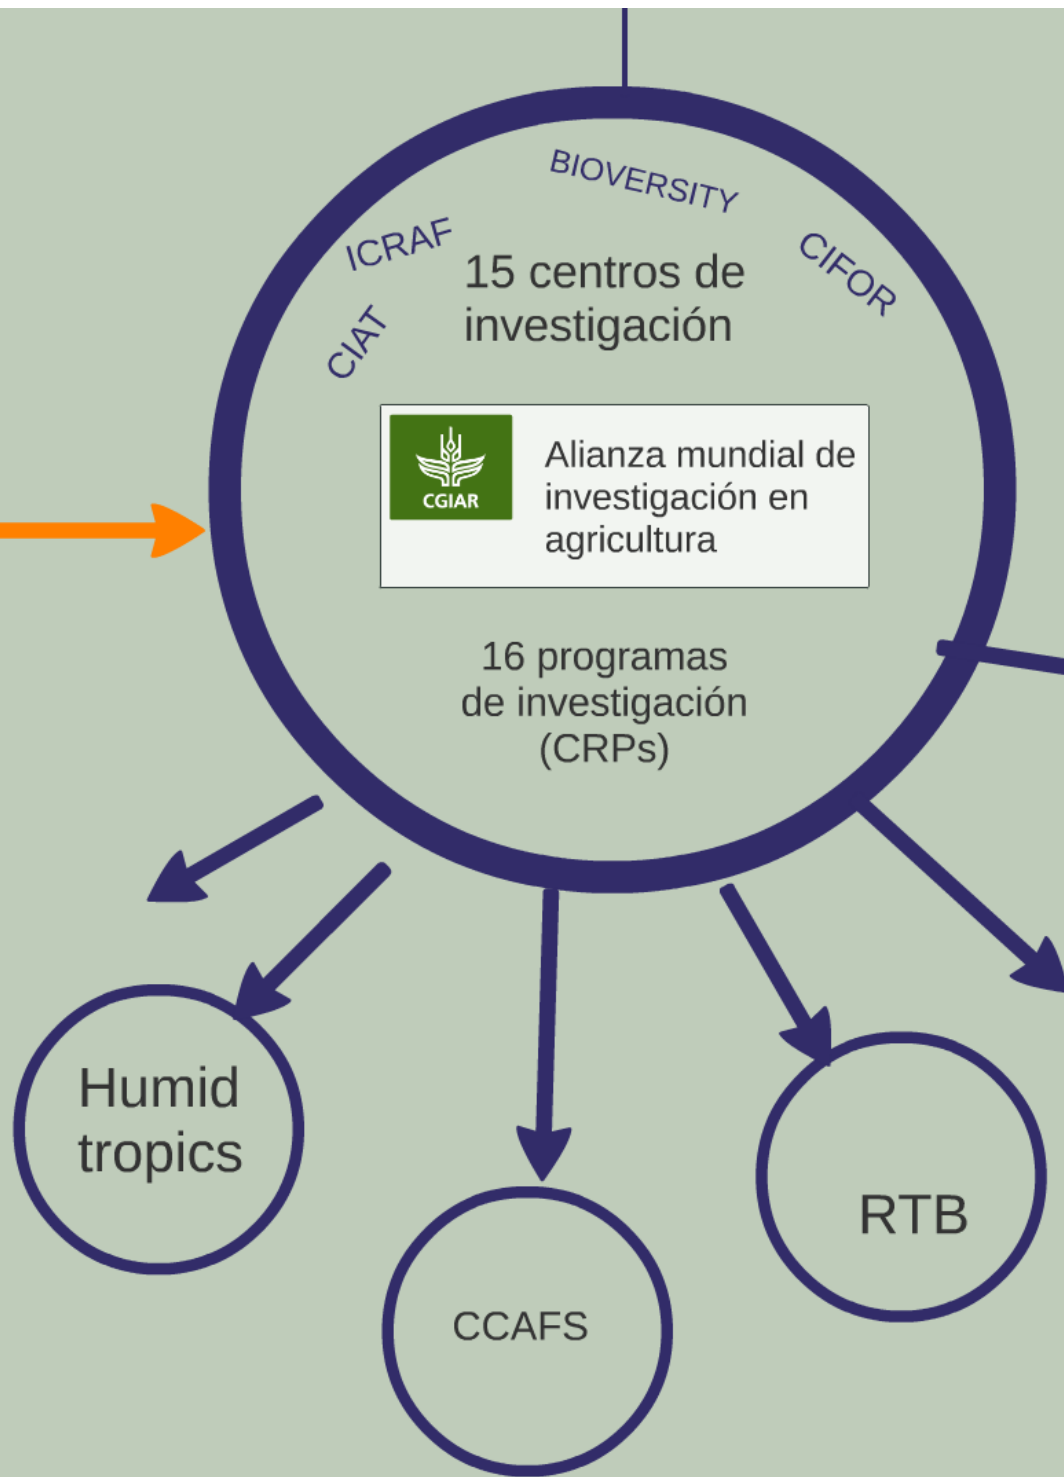 BIOVERSITY
ICRAF
CIFOR
CIAT
15 centros de
investigación
CGIAR
Alianza mundial de
investigación en
agricultura
16 programas
de investigación
(CRPs)
Humid
tropics
RTB
CCAFS